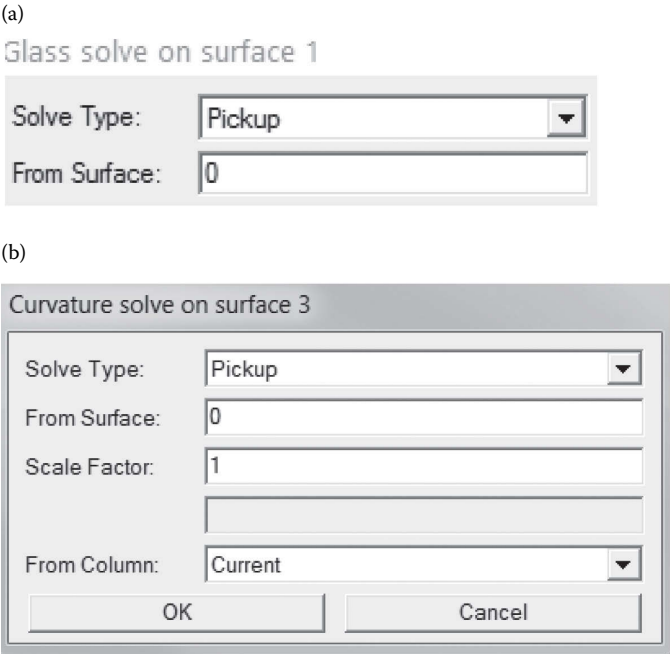 (a)
Glass solve on surface 1
Solve Type: Pickup
From Surface: 0
(b)
Curvature solve on surface 3
Solve Type: Pickup
From Surface: 0
Scale Factor: 1
From Column: Current
OK Cancel